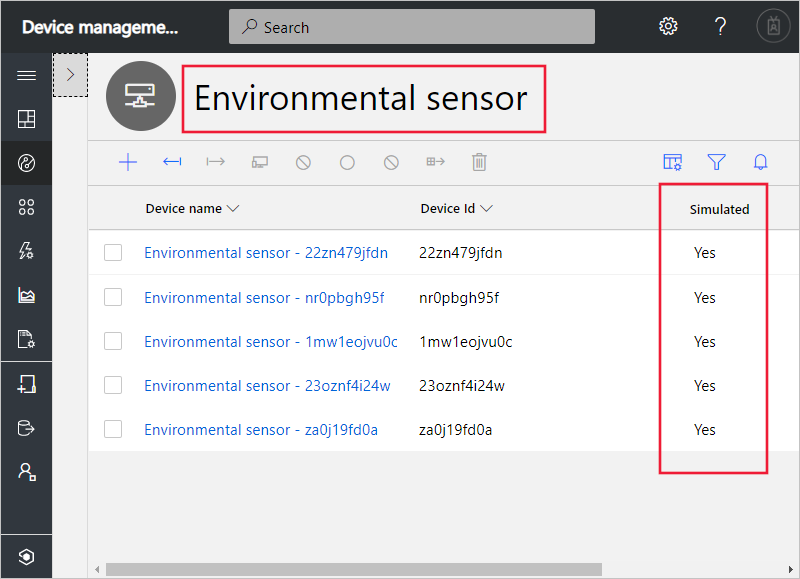 Device manageme...
Search
Environmental sensor
Device name Device Id Simulated
Environmental sensor - 22zn479jfdn 22zn479jfdn Yes
Environmental sensor - nr0pbgh95f nr0pbgh95f Yes
Environmental sensor - 1mw1eojvu0c 1mw1eojvu0c Yes
Environmental sensor - 23oznf4i24w 23oznf4i24w Yes
Environmental sensor - za0j19fd0a za0j19fd0a Yes